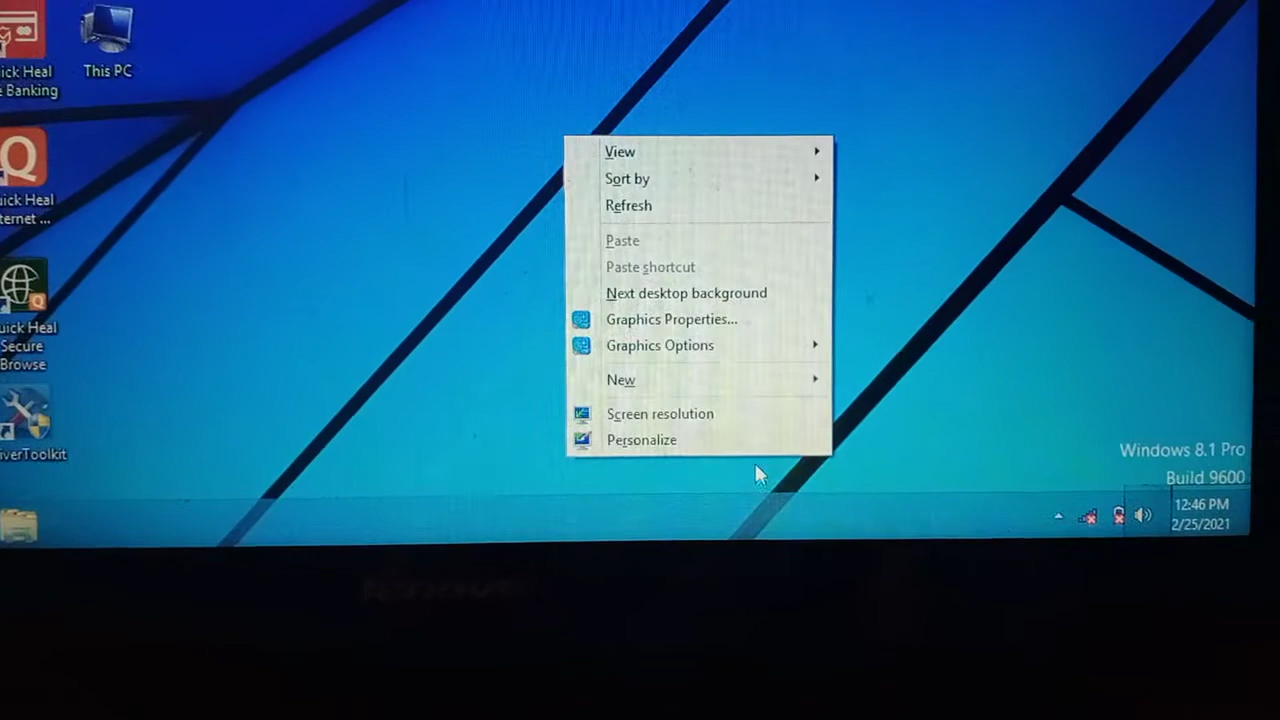 ick Heal
e Banking
This PC
uick Heal
ternet ...
uick Heal
Secure
Browse
iverToolkit
View
Sort by
Refresh
Paste
Paste shortcut
Next desktop background
Graphics Properties...
Graphics Options
New
Screen resolution
Personalize
Windows 8.1 Pro
Build 9600
12:46 PM
2/25/2021